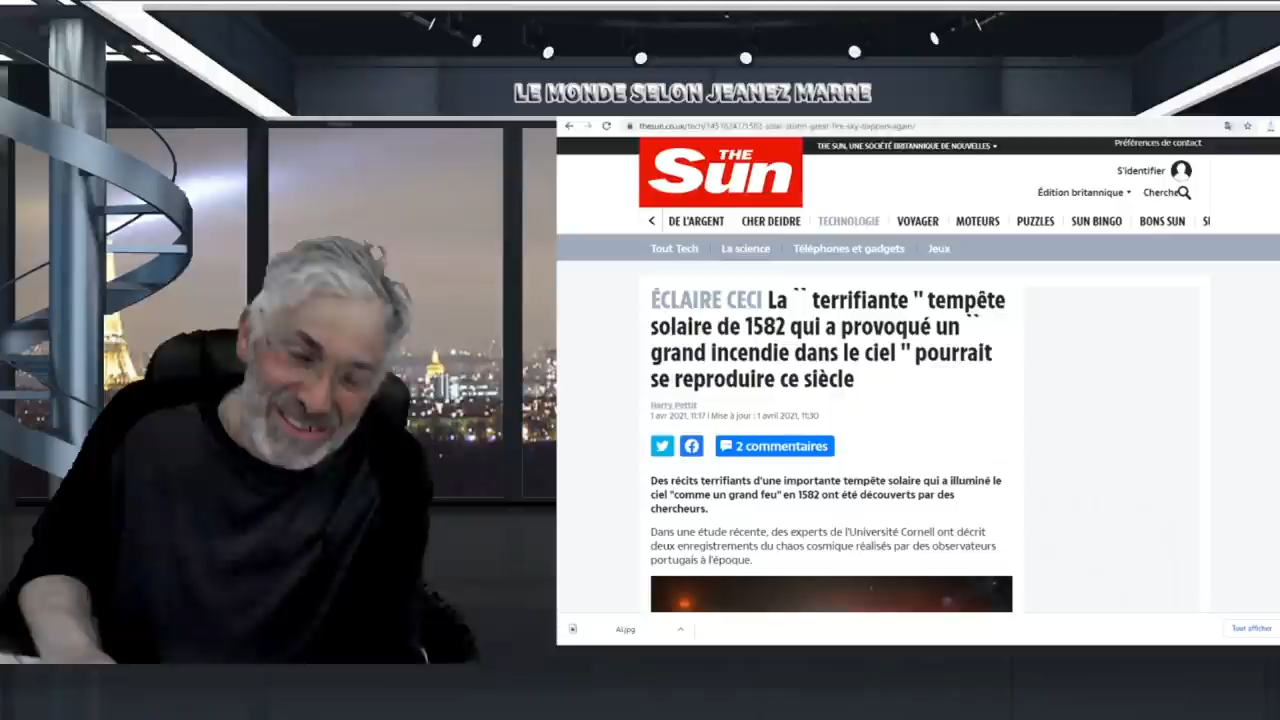 LE MONDE SELON JEANEZ MARRE
THE SUN, UNE SOCIÉTÉ BRITANNIQUE DE NOUVELLES
Préférences de contact
THE Sun
S'identifier
Édition britannique
Cherche
DE L'ARGENT CHER DEIDRE TECHNOLOGIE VOYAGER MOTEURS PUZZLES SUN BINGO BONS SUN
Tout Tech La science Téléphones et gadgets Jeux
ÉCLAIRE CECI La `` terrifiante " tempête
solaire de 1582 qui a provoqué un ``
grand incendie dans le ciel " pourrait
se reproduire ce siècle
Harry Pettit
1 avr 2021, 11:17 | Mise à jour : 1 avril 2021, 11:30
2 commentaires
Des récits terrifiants d'une importante tempête solaire qui a illuminé le
ciel "comme un grand feu" en 1582 ont été découverts par des
chercheurs.
Dans une étude récente, des experts de l'Université Cornell ont décrit
deux enregistrements du chaos cosmique réalisés par des observateurs
portugais à l'époque.
AI.jpg
Tout afficher